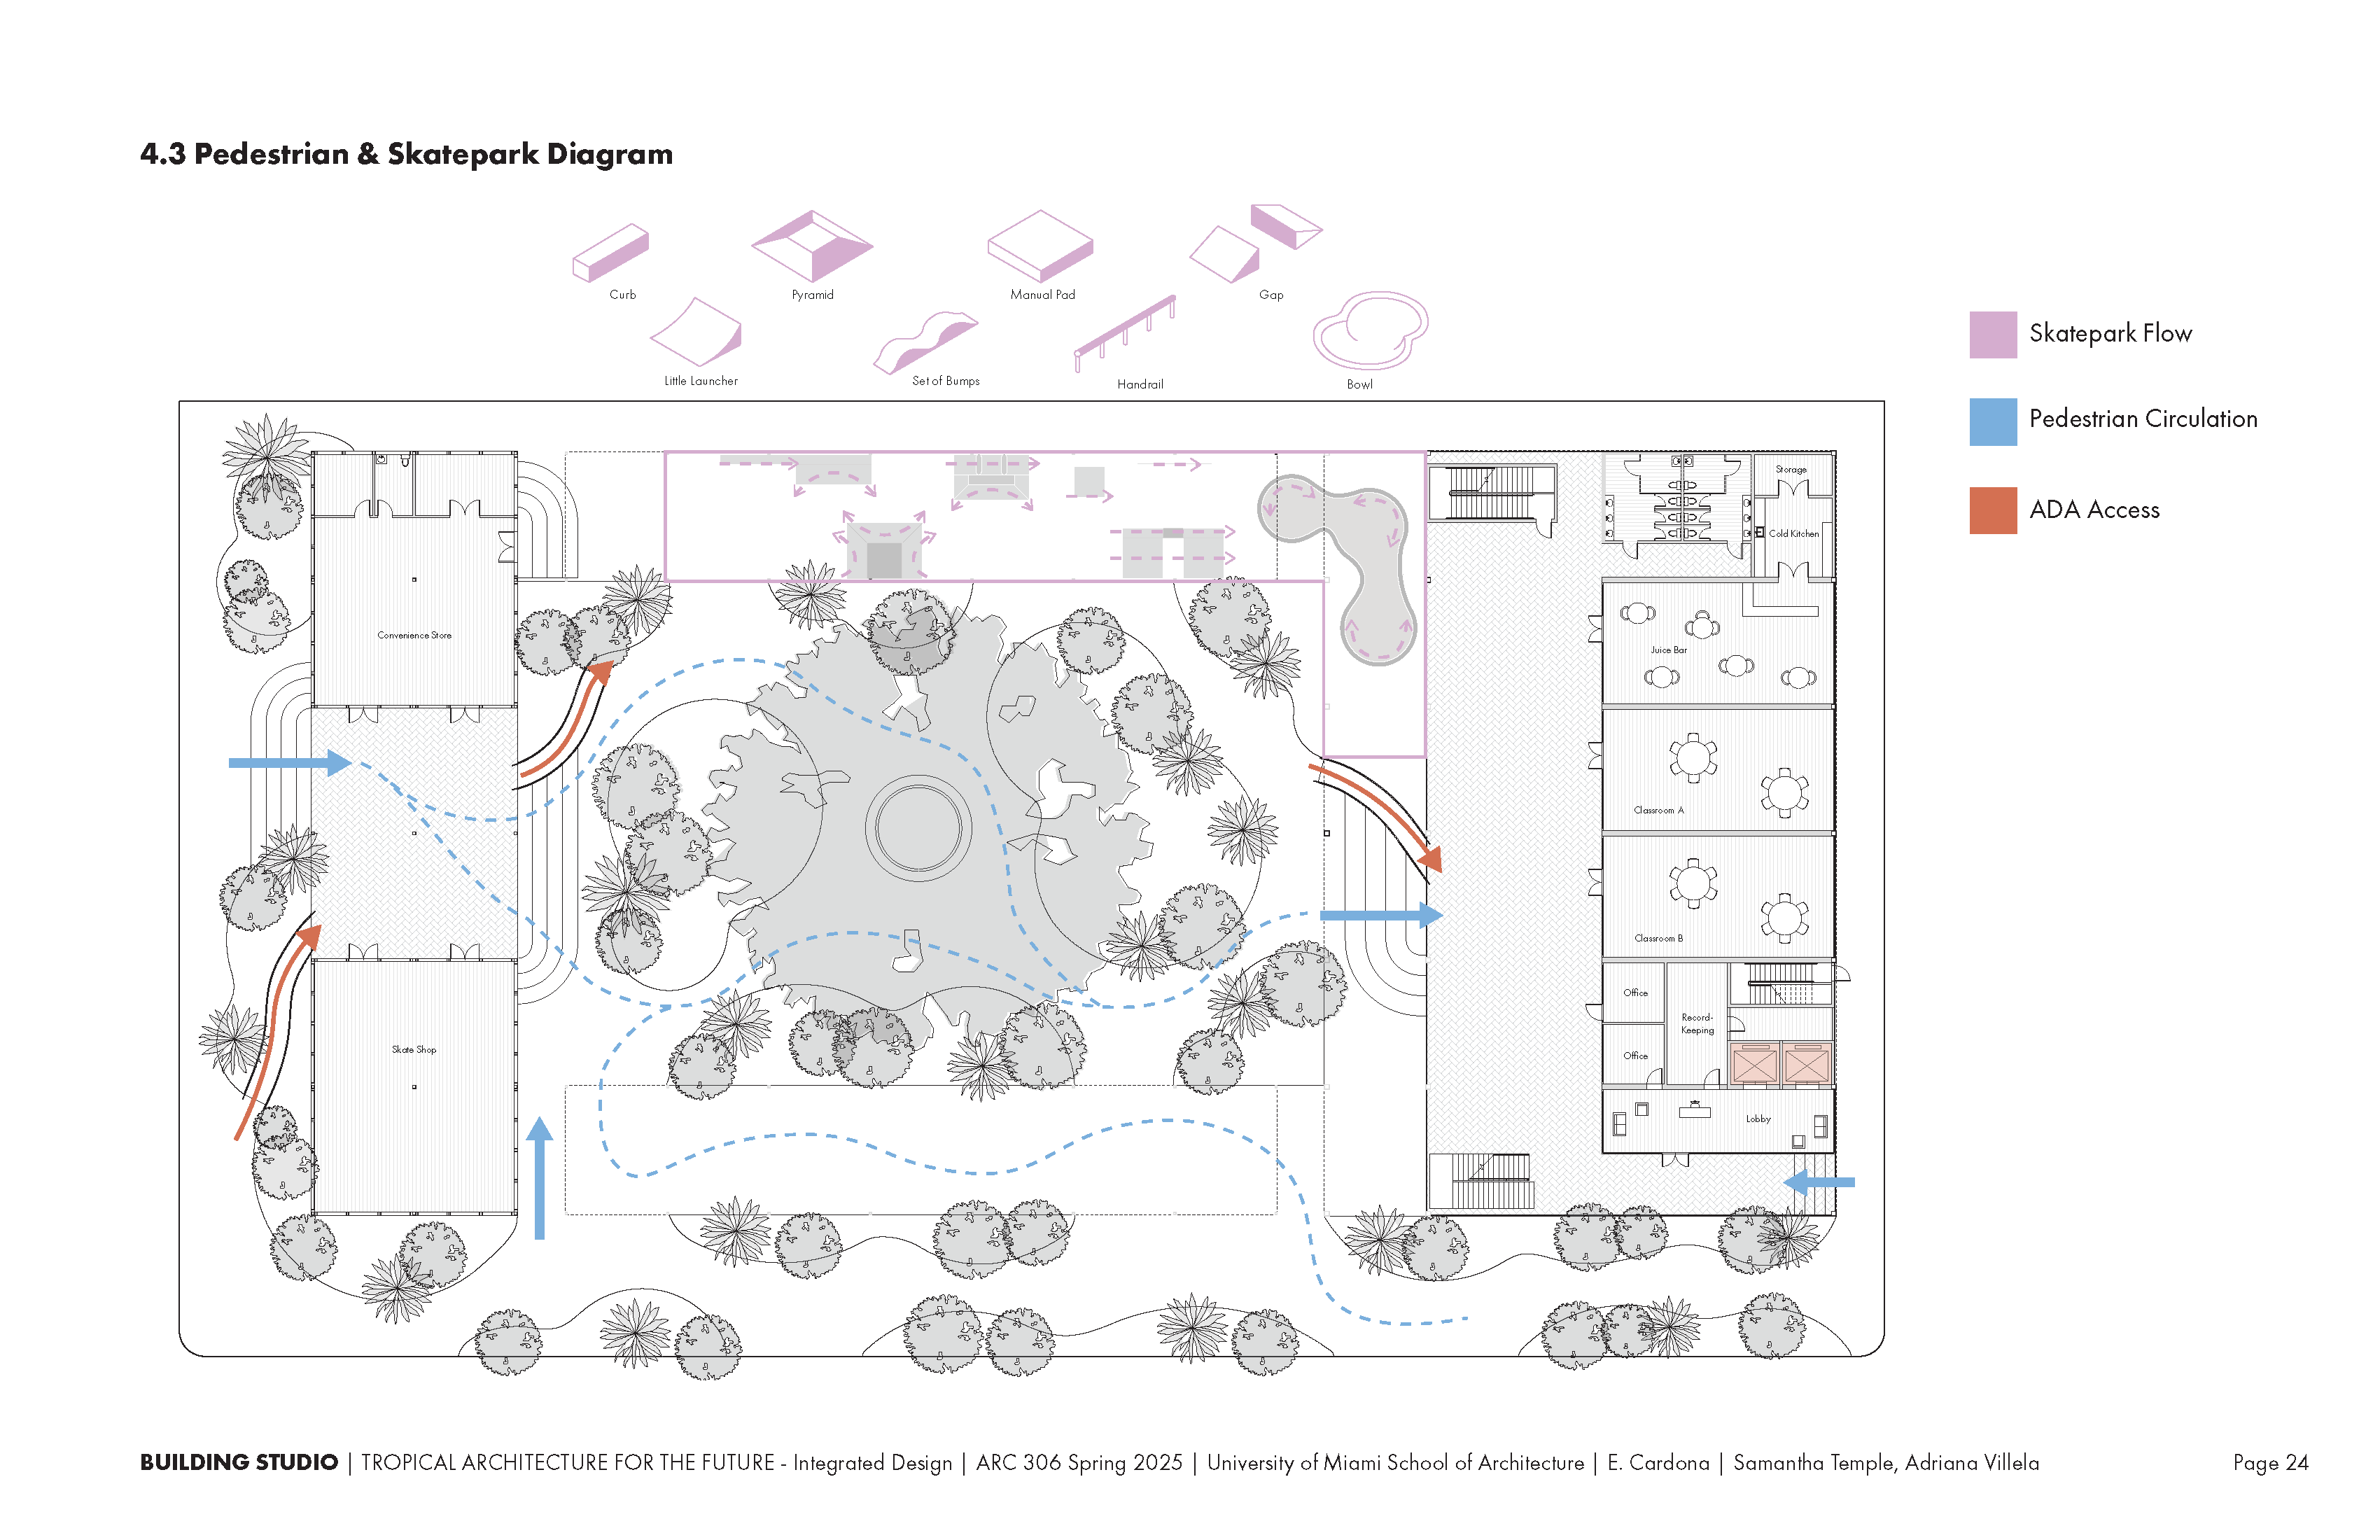 4.3 Pedestrian & Skatepark Diagram
Curb
Pyramid
Manual Pad
Gap
Little Launcher
Set of Bumps
Handrail
Bowl
Skatepark Flow
Pedestrian Circulation
ADA Access
Storage
Cold Kitchen
Convenience Store
Juice Bar
Classroom A
Classroom B
Office
Record-
Keeping
Office
Skate Shop
Lobby
BUILDING STUDIO | TROPICAL ARCHITECTURE FOR THE FUTURE - Integrated Design | ARC 306 Spring 2025 | University of Miami School of Architecture | E. Cardona | Samantha Temple, Adriana Villela
Page 24